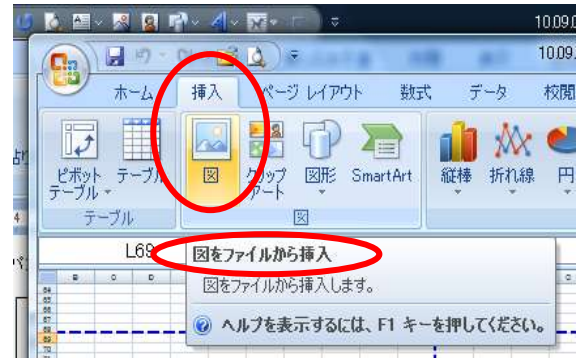 10.09.0
10.09.
ホーム 挿入 ページ レイアウト 数式 データ 校閲
ピボット
テーブル テーブル 図 クリップ
アート 図形 SmartArt 縦棒 折れ線 円
テーブル 図
L69
図をファイルから挿入
図をファイルから挿入します。
ヘルプを表示するには、F1 キーを押してください。